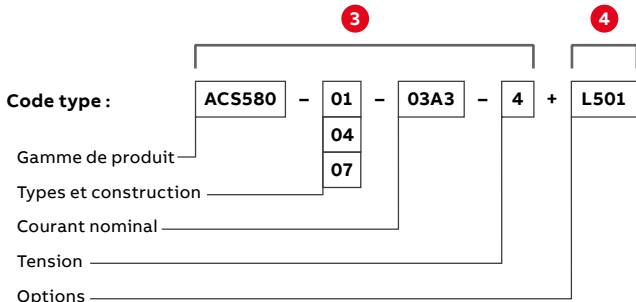 3 4
Code type : ACS580 – 01 – 03A3 – 4 + L501
04
07
Gamme de produit
Types et construction
Courant nominal
Tension
Options